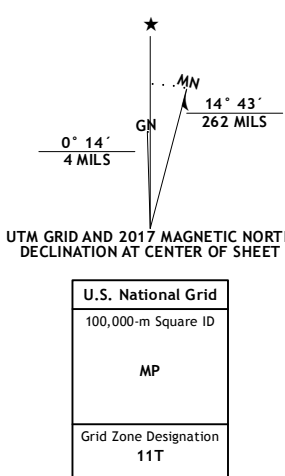 ★
MN
GN
14° 43´
262 MILS
0° 14´
4 MILS
UTM GRID AND 2017 MAGNETIC NORT
DECLINATION AT CENTER OF SHEET
U.S. National Grid
100,000-m Square ID
MP
Grid Zone Designation
11T